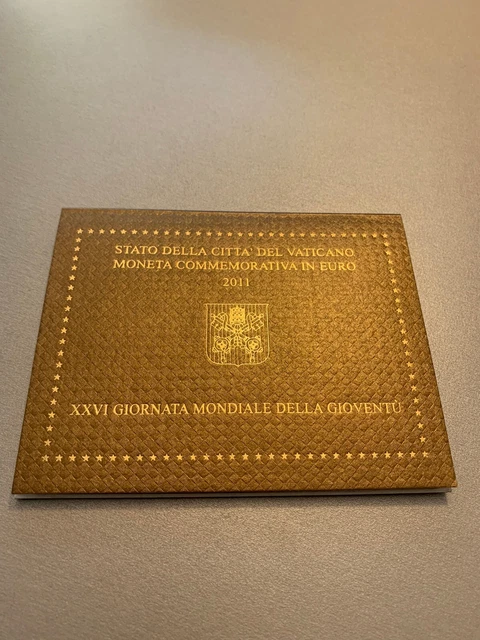 STATO DELLA CITTA' DEL VATICANO
MONETA COMMEMORATIVA IN EURO
2011
XXVI GIORNATA MONDIALE DELLA GIOVENTÙ